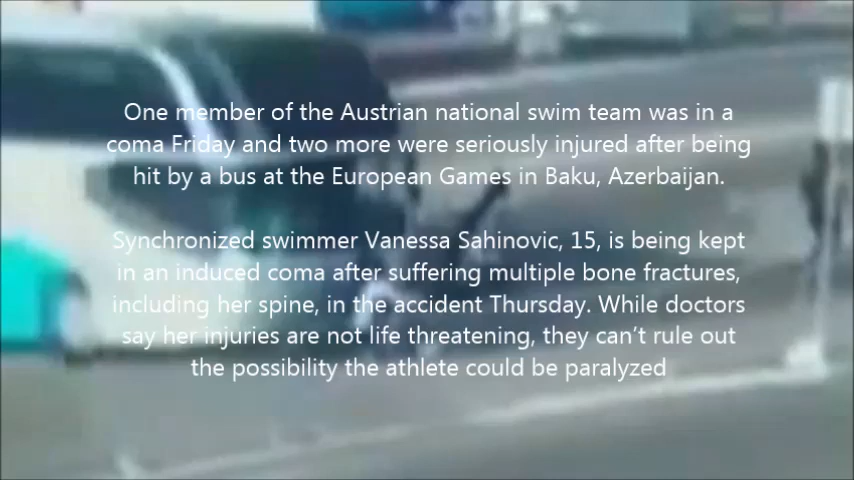 One member of the Austrian national swim team was in a
coma Friday and two more were seriously injured after being
hit by a bus at the European Games in Baku, Azerbaijan.
Synchronized swimmer Vanessa Sahinovic, 15, is being kept
in an induced coma after suffering multiple bone fractures,
including her spine, in the accident Thursday. While doctors
say her injuries are not life threatening, they can’t rule out
the possibility the athlete could be paralyzed